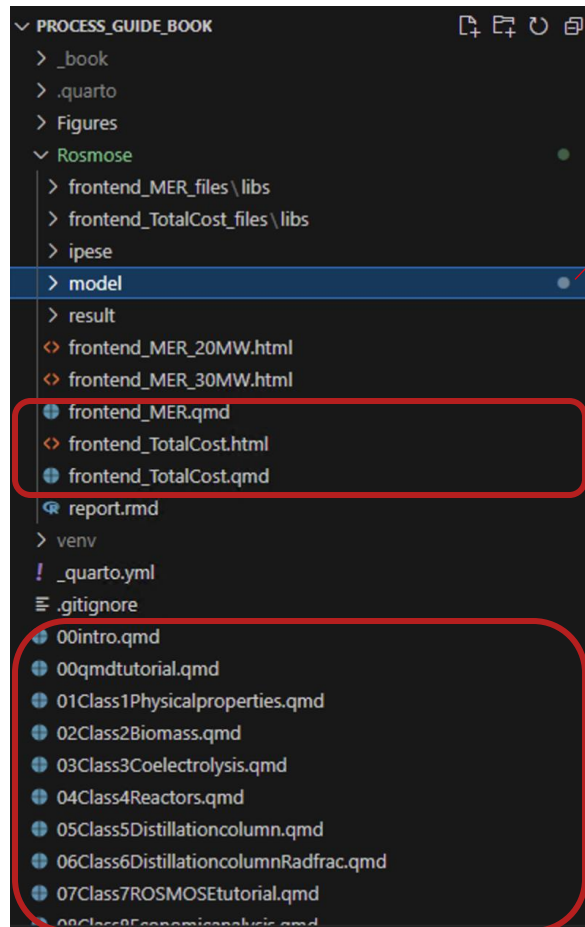 PROCESS_GUIDE_BOOK
_book
.quarto
Figures
Rosmose
frontend_MER_files\libs
frontend_TotalCost_files\libs
ipese
model
result
frontend_MER_20MW.html
frontend_MER_30MW.html
frontend_MER.qmd
frontend_TotalCost.html
frontend_TotalCost.qmd
report.rmd
venv
_quarto.yml
.gitignore
00intro.qmd
00qmdtutorial.qmd
01Class1Physicalproperties.qmd
02Class2Biomass.qmd
03Class3Coelectrolysis.qmd
04Class4Reactors.qmd
05Class5Distillationcolumn.qmd
06Class6DistillationcolumnRadfrac.qmd
07Class7ROSMOSEtutorial.qmd
08Class8Economicanalysis.qmd